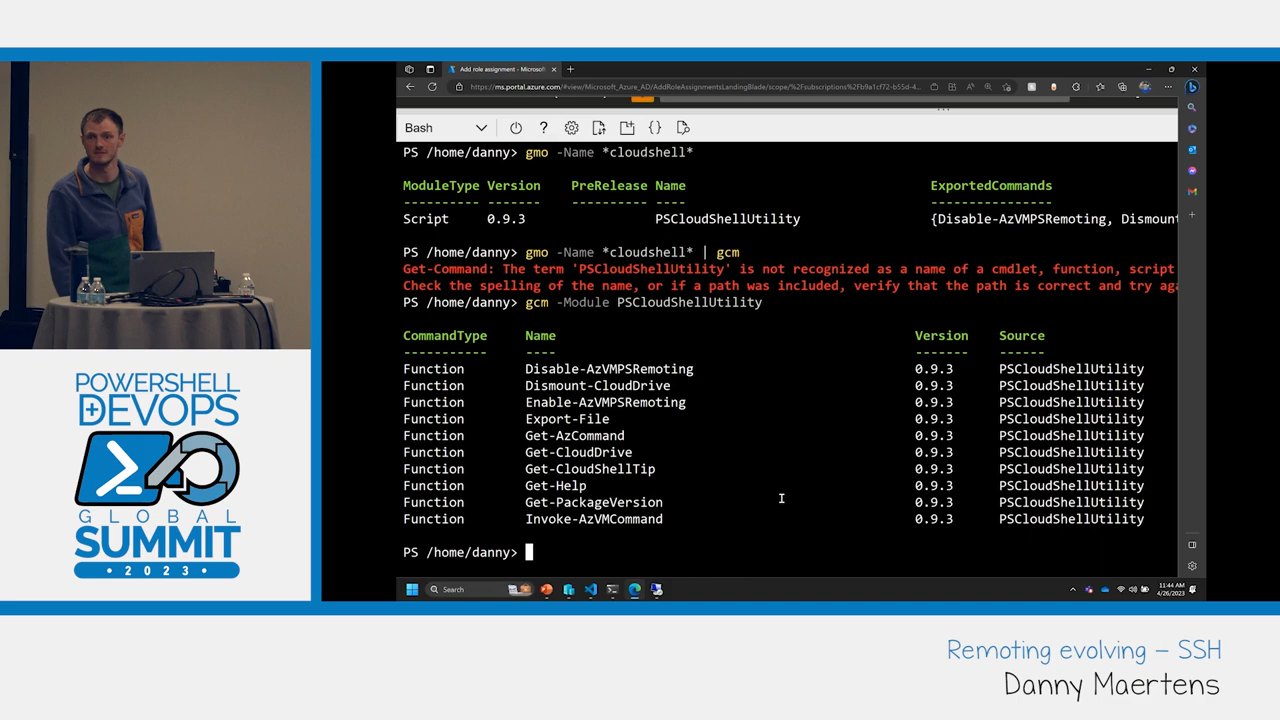 Add role assignment - Microsof
https://ms.portal.azure.com/#view/Microsoft_Azure_AD/AddRoleAssignmentsLandingBlade/scope/%2Fsubscriptions%2Fb9a1cf72-b55d-4...
Bash
PS /home/danny> gmo -Name *cloudshell*
ModuleType Version PreRelease Name ExportedCommands
---------- ------- ---------- ---- ----------------
Script 0.9.3 PSCloudShellUtility {Disable-AzVMPSRemoting, Dismount
PS /home/danny> gmo -Name *cloudshell* | gcm
Get-Command: The term 'PSCloudShellUtility' is not recognized as a name of a cmdlet, function, script
Check the spelling of the name, or if a path was included, verify that the path is correct and try aga
PS /home/danny> gcm -Module PSCloudShellUtility
CommandType Name Version Source
----------- ---- ------- ------
Function Disable-AzVMPSRemoting 0.9.3 PSCloudShellUtility
Function Dismount-CloudDrive 0.9.3 PSCloudShellUtility
Function Enable-AzVMPSRemoting 0.9.3 PSCloudShellUtility
Function Export-File 0.9.3 PSCloudShellUtility
Function Get-AzCommand 0.9.3 PSCloudShellUtility
Function Get-CloudDrive 0.9.3 PSCloudShellUtility
Function Get-CloudShellTip 0.9.3 PSCloudShellUtility
Function Get-Help 0.9.3 PSCloudShellUtility
Function Get-PackageVersion 0.9.3 PSCloudShellUtility
Function Invoke-AzVMCommand 0.9.3 PSCloudShellUtility
PS /home/danny>
Search
11:44 AM
4/26/2023
POWERSHELL
+DEVOPS
GLOBAL
SUMMIT
• 2023 •
Remoting evolving – SSH
Danny Maertens